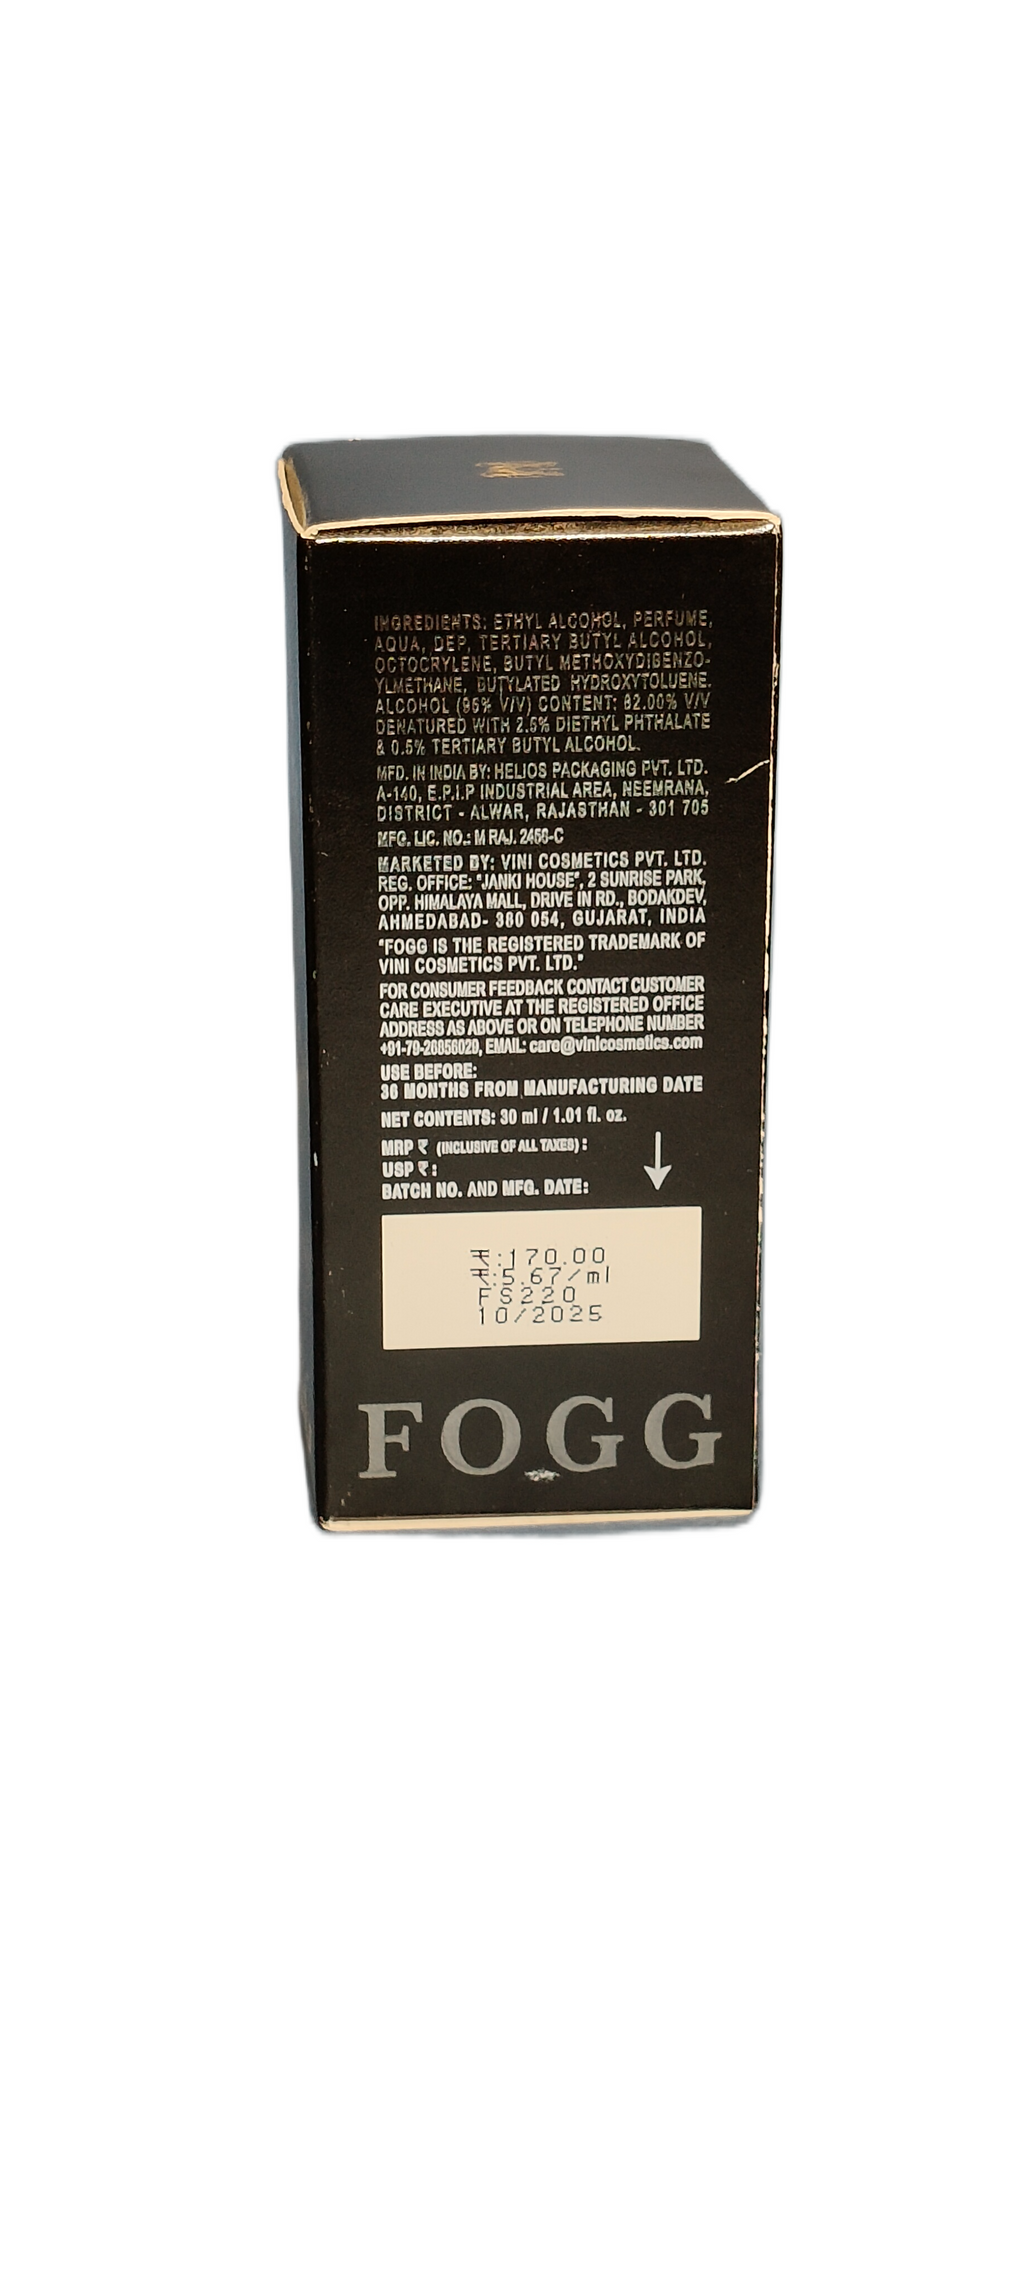 INGREDIENTS: ETHYL ALCOHOL, PERFUME,
AQUA, DEP, TERTIARY BUTYL ALCOHOL,
OCTOCRYLENE, BUTYL METHOXYDIBENZO-
YLMETHANE, BUTYLATED HYDROXYTOLUENE.
ALCOHOL (96% V/V) CONTENT: 82.00% V/V
DENATURED WITH 2.5% DIETHYL PHTHALATE
& 0.5% TERTIARY BUTYL ALCOHOL.
MFD. IN INDIA BY: HELIOS PACKAGING PVT. LTD.
A-140, E.P.I.P INDUSTRIAL AREA, NEEMRANA,
DISTRICT - ALWAR, RAJASTHAN - 301 705
MFG. LIC. NO.: M RAJ.
MARKETED BY: VINI COSMETICS PVT. LTD.
REG. OFFICE: "JANKI HOUSE", 2 SUNRISE PARK,
OPP. HIMALAYA MALL, DRIVE IN RD., BODAKDEV,
AHMEDABAD- 380 054, GUJARAT, INDIA
"FOGG IS THE REGISTERED TRADEMARK OF
VINI COSMETICS PVT. LTD."
FOR CONSUMER FEEDBACK CONTACT CUSTOMER
CARE EXECUTIVE AT THE REGISTERED OFFICE
ADDRESS AS ABOVE OR ON TELEPHONE NUMBER
+91-79-26856029, EMAIL: care@vinicosmetics.com
USE BEFORE:
36 MONTHS FROM MANUFACTURING DATE
NET CONTENTS: 30 ml / 1.01 fl. oz.
MRP ₹ (INCLUSIVE OF ALL TAXES) :
USP ₹ :
BATCH NO. AND MFG. DATE:
₹:170.00
₹:5.67/ml
FS220
10/2025
FOGG